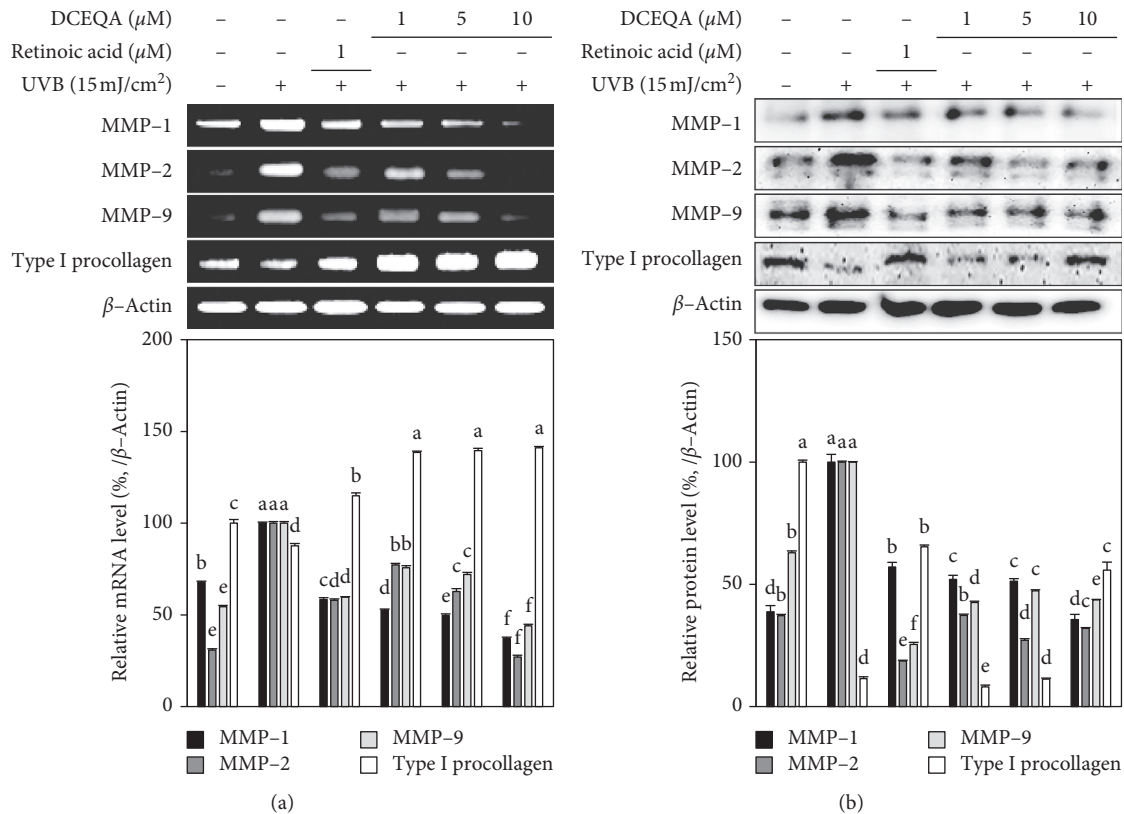 DCEQA (μM) – – – 1 5 10
Retinoic acid (μM) – – 1 – – –
UVB (15 mJ/cm²) – + + + + +
MMP–1
MMP–2
MMP–9
Type I procollagen
β–Actin
200
150
100
50
0
Relative mRNA level (%, /β–Actin)
b f e c
a a a d
c d d b
d b b a
e c c a
f f f a
MMP–1 MMP–9
MMP–2 Type I procollagen
(a)
DCEQA (μM) – – – 1 5 10
Retinoic acid (μM) – – 1 – – –
UVB (15 mJ/cm²) – + + + + +
MMP–1
MMP–2
MMP–9
Type I procollagen
β–Actin
150
100
50
0
Relative protein level (%, /β–Actin)
d b b a
a a a d
b e f b
c b d e
c d c d
d c e c
MMP–1 MMP–9
MMP–2 Type I procollagen
(b)